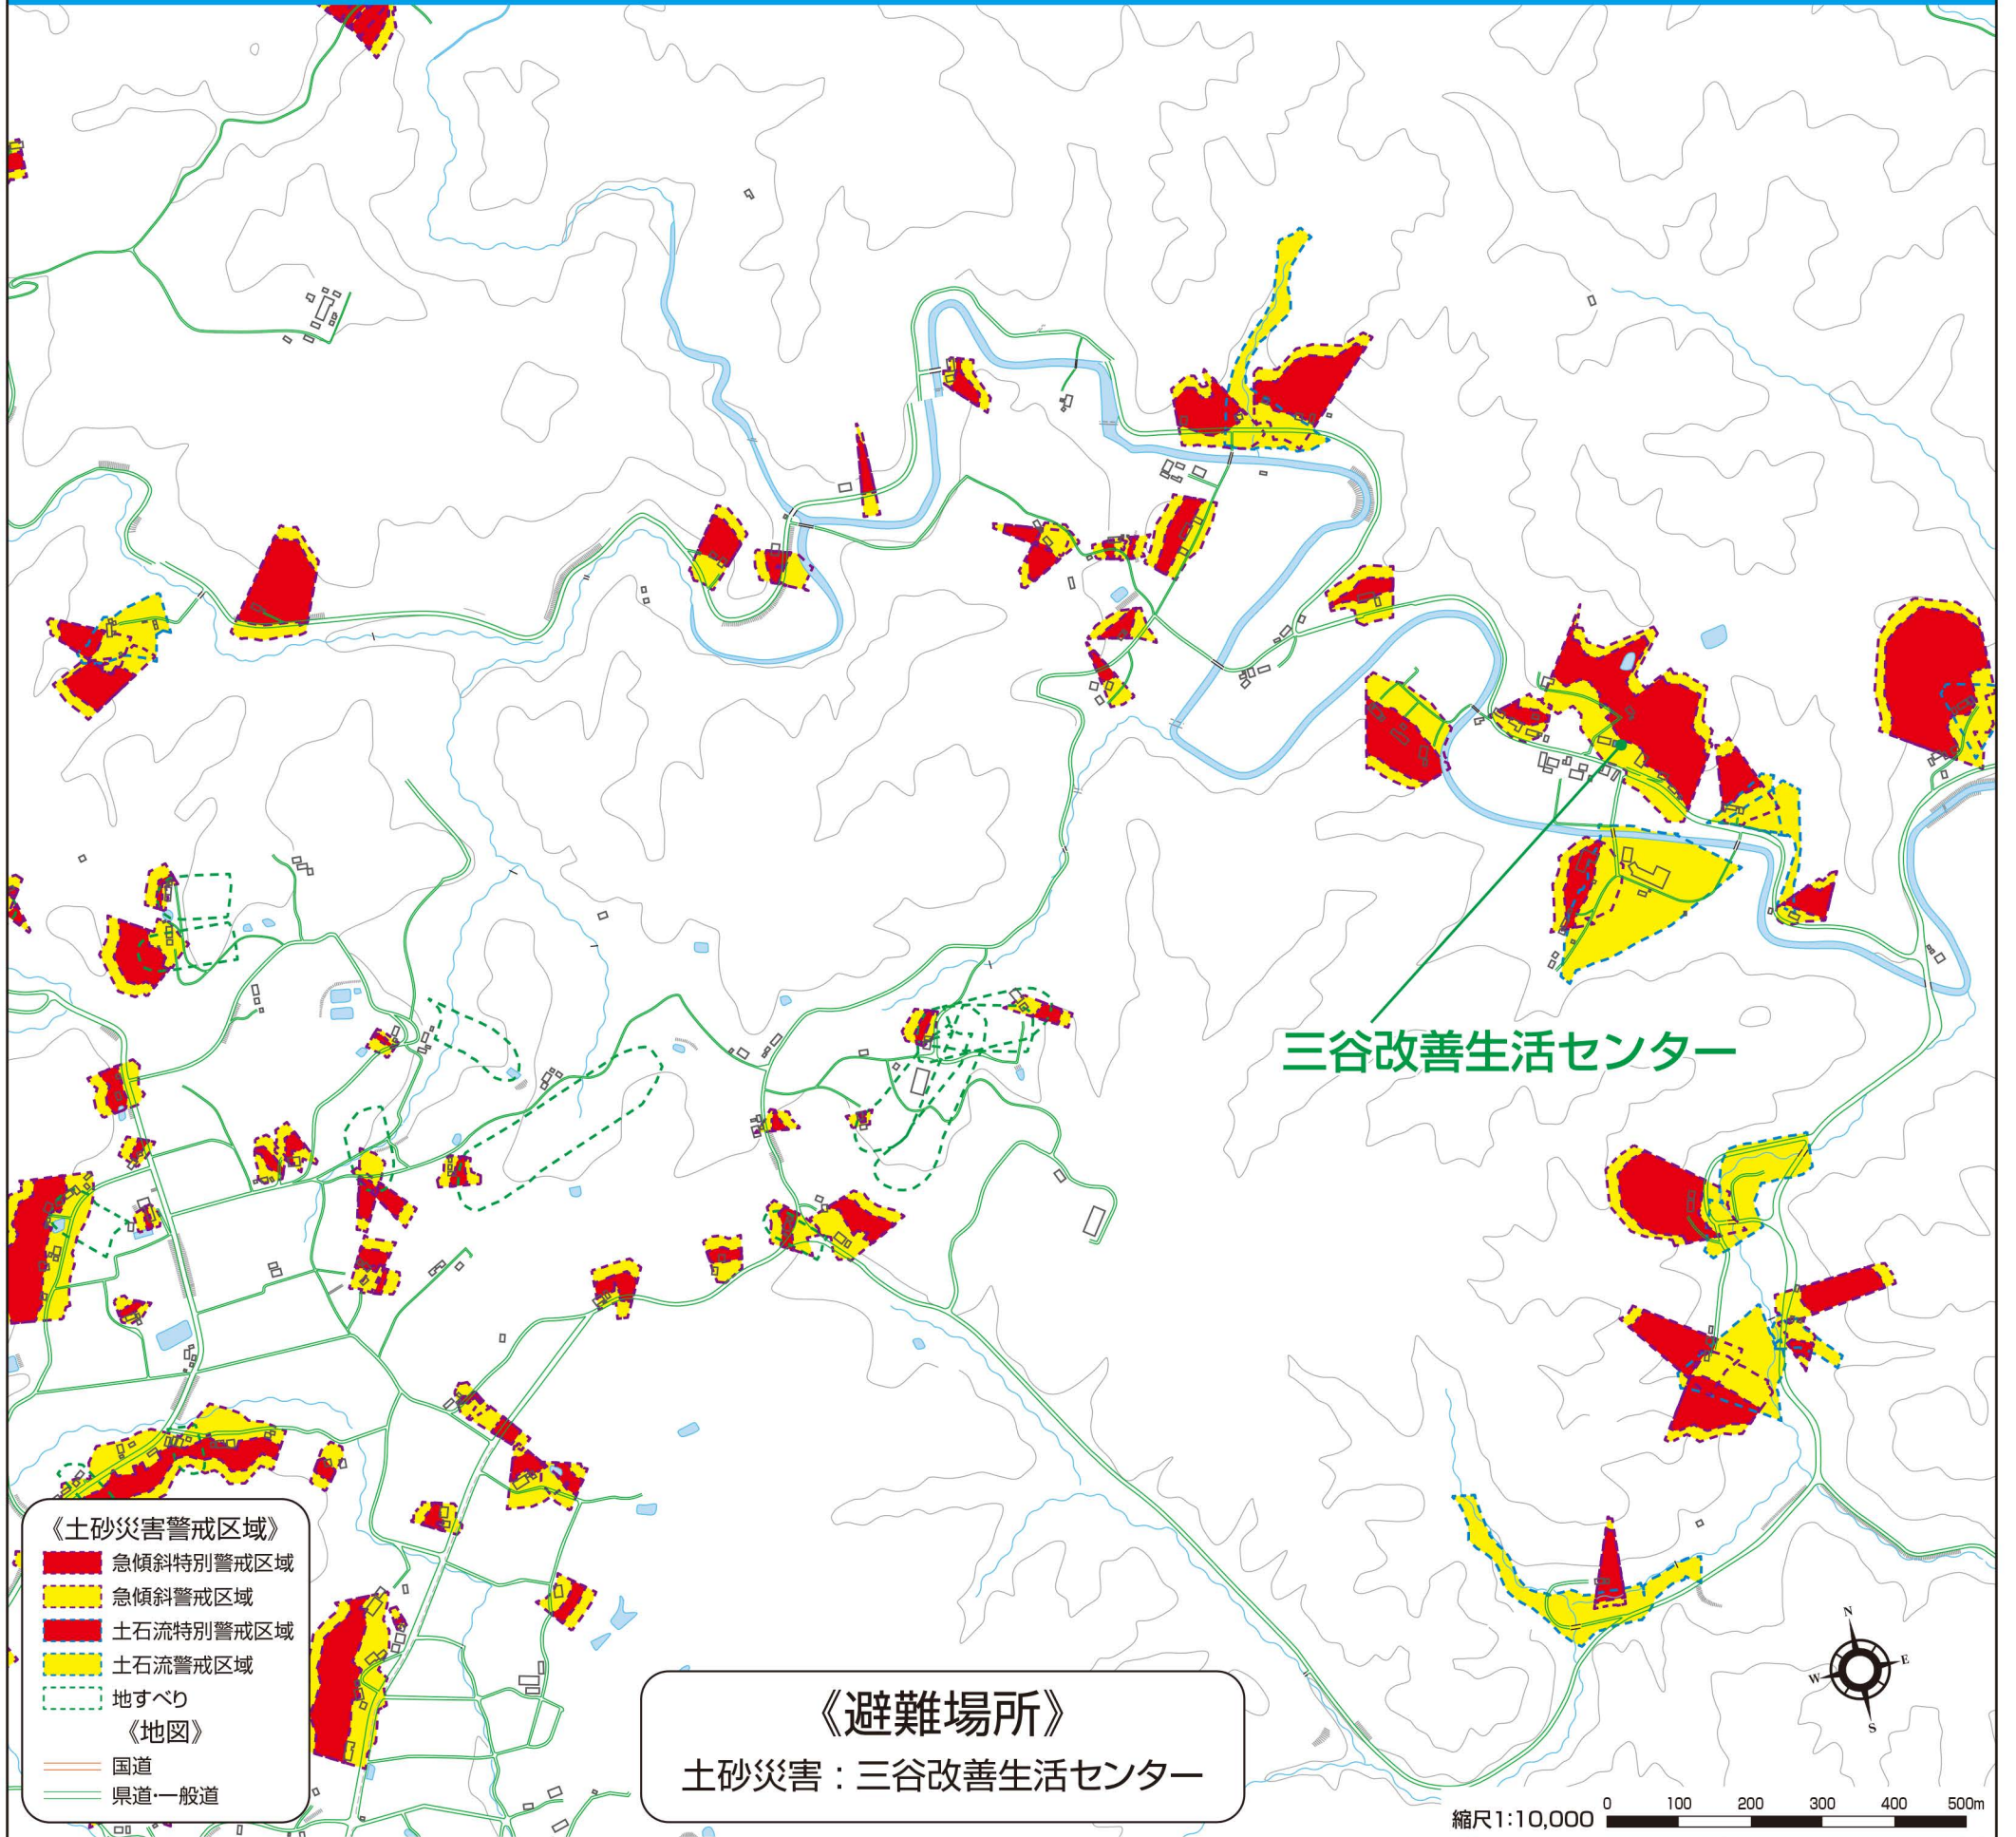 三谷改善生活センター
《土砂災害警戒区域》
急傾斜特別警戒区域
急傾斜警戒区域
土石流特別警戒区域
土石流警戒区域
地すべり
《地図》
国道
県道・一般道
《避難場所》
土砂災害：三谷改善生活センター
N
W
E
S
縮尺1:10,000
0 100 200 300 400 500m